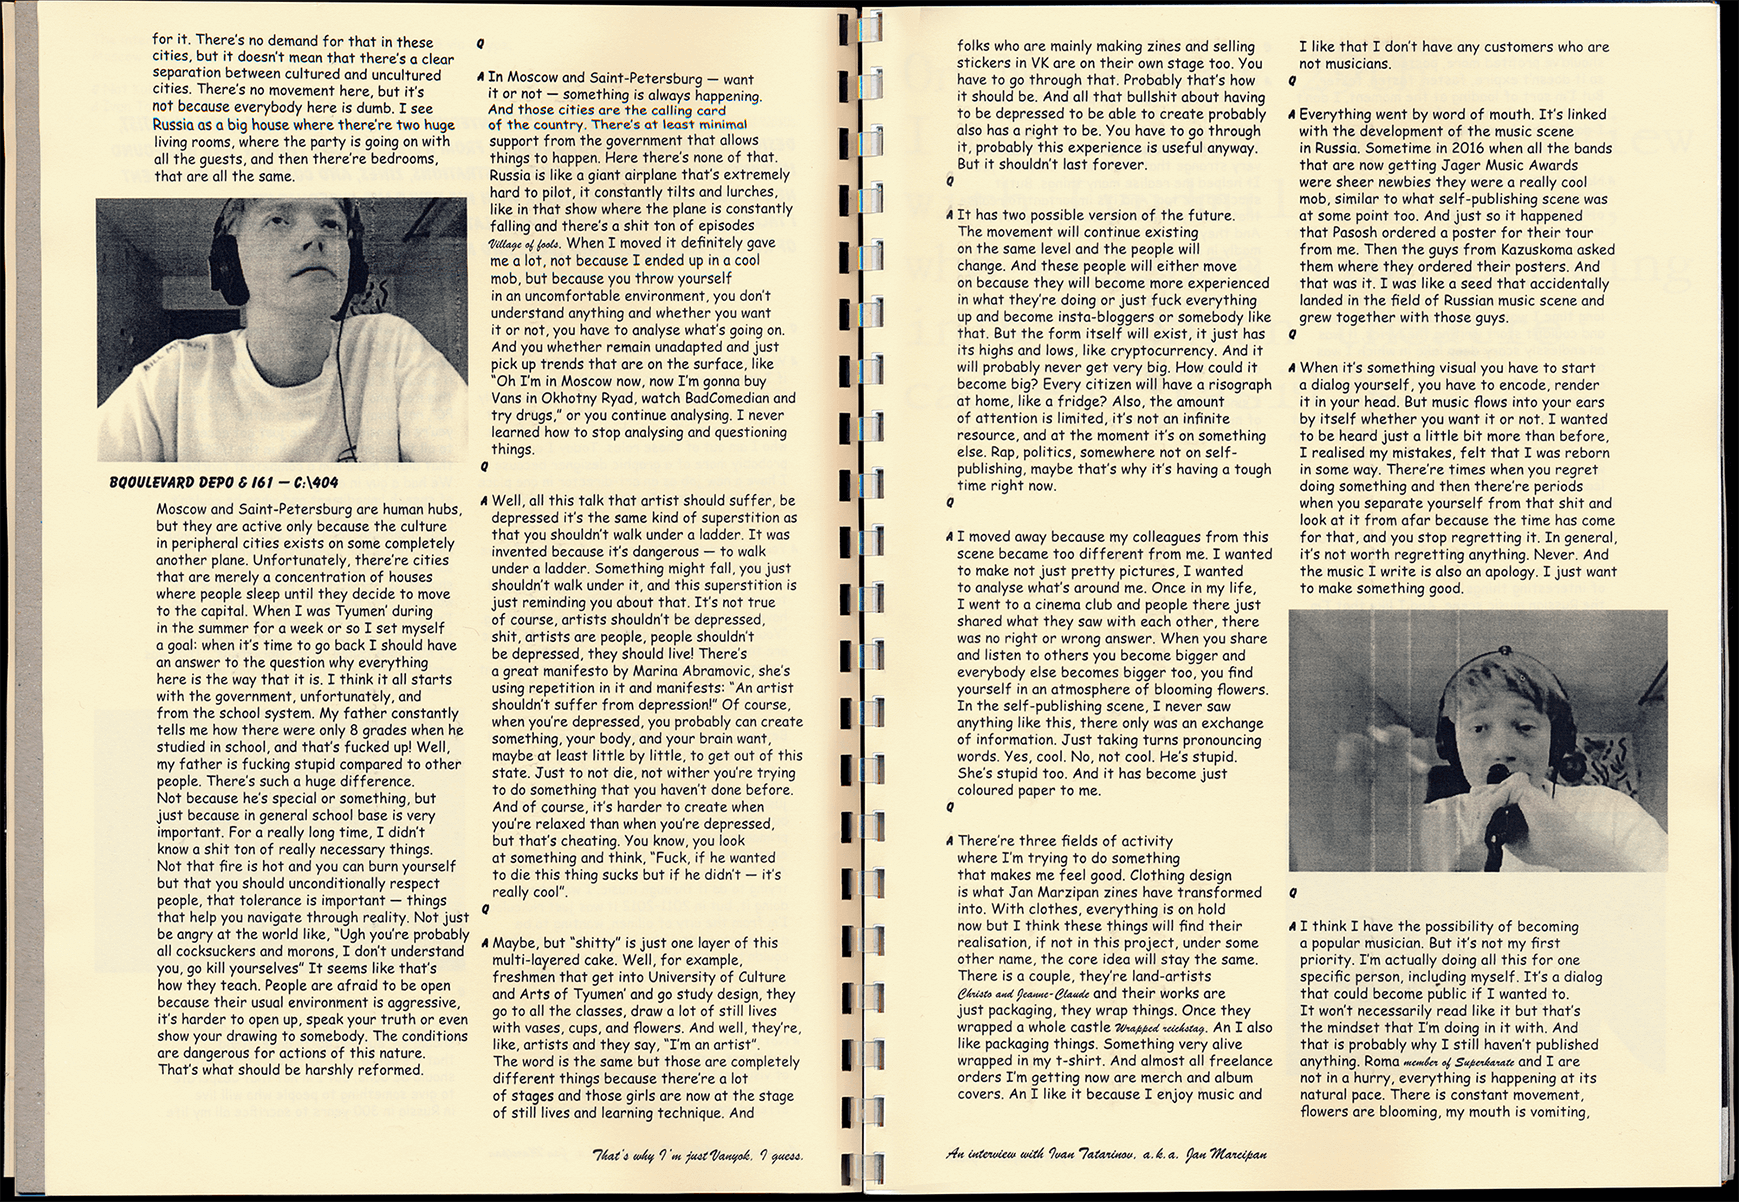 for it. There's no demand for that in these
cities, but it doesn't mean that there's a clear
separation between cultured and uncultured
cities. There's no movement here, but it's
not because everybody here is dumb. I see
Russia as a big house where there're two huge
living rooms, where the party is going on with
all the guests, and then there're bedrooms,
that are all the same.
BQOULEVARD DEPO & I61 — C:\404
Moscow and Saint-Petersburg are human hubs,
but they are active only because the culture
in peripheral cities exists on some completely
another plane. Unfortunately, there're cities
that are merely a concentration of houses
where people sleep until they decide to move
to the capital. When I was Tyumen' during
in the summer for a week or so I set myself
a goal: when it's time to go back I should have
an answer to the question why everything
here is the way that it is. I think it all starts
with the government, unfortunately, and
from the school system. My father constantly
tells me how there were only 8 grades when he
studied in school, and that's fucked up! Well,
my father is fucking stupid compared to other
people. There's such a huge difference.
Not because he's special or something, but
just because in general school base is very
important. For a really long time, I didn't
know a shit ton of really necessary things.
Not that fire is hot and you can burn yourself
but that you should unconditionally respect
people, that tolerance is important — things
that help you navigate through reality. Not just
be angry at the world like, "Ugh you're probably
all cocksuckers and morons, I don't understand
you, go kill yourselves" It seems like that's
how they teach. People are afraid to be open
because their usual environment is aggressive,
it's harder to open up, speak your truth or even
show your drawing to somebody. The conditions
are dangerous for actions of this nature.
That's what should be harshly reformed.
Q
A In Moscow and Saint-Petersburg — want
it or not — something is always happening.
And those cities are the calling card
of the country. There's at least minimal
support from the government that allows
things to happen. Here there's none of that.
Russia is like a giant airplane that's extremely
hard to pilot, it constantly tilts and lurches,
like in that show where the plane is constantly
falling and there's a shit ton of episodes
Village of fools. When I moved it definitely gave
me a lot, not because I ended up in a cool
mob, but because you throw yourself
in an uncomfortable environment, you don't
understand anything and whether you want
it or not, you have to analyse what's going on.
And you whether remain unadapted and just
pick up trends that are on the surface, like
"Oh I'm in Moscow now, now I'm gonna buy
Vans in Okhotny Ryad, watch BadComedian and
try drugs," or you continue analysing. I never
learned how to stop analysing and questioning
things.
Q
A Well, all this talk that artist should suffer, be
depressed it's the same kind of superstition as
that you shouldn't walk under a ladder. It was
invented because it's dangerous — to walk
under a ladder. Something might fall, you just
shouldn't walk under it, and this superstition is
just reminding you about that. It's not true
of course, artists shouldn't be depressed,
shit, artists are people, people shouldn't
be depressed, they should live! There's
a great manifesto by Marina Abramovic, she's
using repetition in it and manifests: "An artist
shouldn't suffer from depression!" Of course,
when you're depressed, you probably can create
something, your body, and your brain want,
maybe at least little by little, to get out of this
state. Just to not die, not wither you're trying
to do something that you haven't done before.
And of course, it's harder to create when
you're relaxed than when you're depressed,
but that's cheating. You know, you look
at something and think, "Fuck, if he wanted
to die this thing sucks but if he didn't — it's
really cool".
Q
A Maybe, but "shitty" is just one layer of this
multi-layered cake. Well, for example,
freshmen that get into University of Culture
and Arts of Tyumen' and go study design, they
go to all the classes, draw a lot of still lives
with vases, cups, and flowers. And well, they're,
like, artists and they say, "I'm an artist".
The word is the same but those are completely
different things because there're a lot
of stages and those girls are now at the stage
of still lives and learning technique. And
That's why I'm just Vanyok, I guess.
folks who are mainly making zines and selling
stickers in VK are on their own stage too. You
have to go through that. Probably that's how
it should be. And all that bullshit about having
to be depressed to be able to create probably
also has a right to be. You have to go through
it, probably this experience is useful anyway.
But it shouldn't last forever.
Q
A It has two possible version of the future.
The movement will continue existing
on the same level and the people will
change. And these people will either move
on because they will become more experienced
in what they're doing or just fuck everything
up and become insta-bloggers or somebody like
that. But the form itself will exist, it just has
its highs and lows, like cryptocurrency. And it
will probably never get very big. How could it
become big? Every citizen will have a risograph
at home, like a fridge? Also, the amount
of attention is limited, it's not an infinite
resource, and at the moment it's on something
else. Rap, politics, somewhere not on self-
publishing, maybe that's why it's having a tough
time right now.
Q
A I moved away because my colleagues from this
scene became too different from me. I wanted
to make not just pretty pictures, I wanted
to analyse what's around me. Once in my life,
I went to a cinema club and people there just
shared what they saw with each other, there
was no right or wrong answer. When you share
and listen to others you become bigger and
everybody else becomes bigger too, you find
yourself in an atmosphere of blooming flowers.
In the self-publishing scene, I never saw
anything like this, there only was an exchange
of information. Just taking turns pronouncing
words. Yes, cool. No, not cool. He's stupid.
She's stupid too. And it has become just
coloured paper to me.
Q
A There're three fields of activity
where I'm trying to do something
that makes me feel good. Clothing design
is what Jan Marzipan zines have transformed
into. With clothes, everything is on hold
now but I think these things will find their
realisation, if not in this project, under some
other name, the core idea will stay the same.
There is a couple, they're land-artists
Christo and Jeanne-Claude and their works are
just packaging, they wrap things. Once they
wrapped a whole castle Wrapped reichstag. An I also
like packaging things. Something very alive
wrapped in my t-shirt. And almost all freelance
orders I'm getting now are merch and album
covers. An I like it because I enjoy music and
An interview with Ivan Tatarinov, a.k.a. Jan Marcipan
I like that I don't have any customers who are
not musicians.
Q
A Everything went by word of mouth. It's linked
with the development of the music scene
in Russia. Sometime in 2016 when all the bands
that are now getting Jager Music Awards
were sheer newbies they were a really cool
mob, similar to what self-publishing scene was
at some point too. And just so it happened
that Pasosh ordered a poster for their tour
from me. Then the guys from Kazuskoma asked
them where they ordered their posters. And
that was it. I was like a seed that accidentally
landed in the field of Russian music scene and
grew together with those guys.
Q
A When it's something visual you have to start
a dialog yourself, you have to encode, render
it in your head. But music flows into your ears
by itself whether you want it or not. I wanted
to be heard just a little bit more than before,
I realised my mistakes, felt that I was reborn
in some way. There're times when you regret
doing something and then there're periods
when you separate yourself from that shit and
look at it from afar because the time has come
for that, and you stop regretting it. In general,
it's not worth regretting anything. Never. And
the music I write is also an apology. I just want
to make something good.
Q
A I think I have the possibility of becoming
a popular musician. But it's not my first
priority. I'm actually doing all this for one
specific person, including myself. It's a dialog
that could become public if I wanted to.
It won't necessarily read like it but that's
the mindset that I'm doing in it with. And
that is probably why I still haven't published
anything. Roma member of Superkarate and I are
not in a hurry, everything is happening at its
natural pace. There is constant movement,
flowers are blooming, my mouth is vomiting,